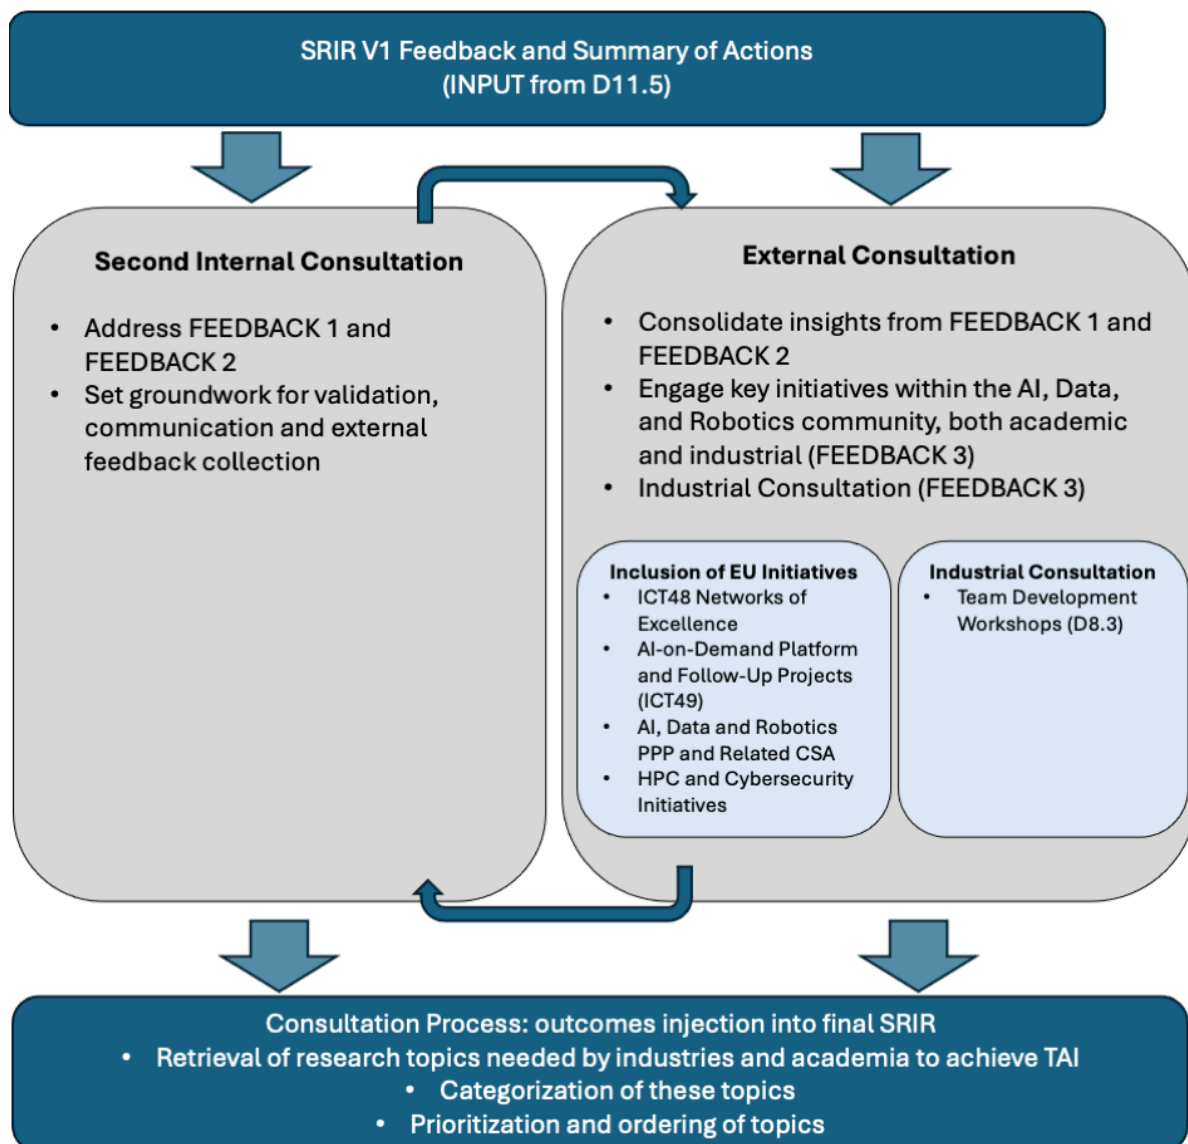 SRIR V1 Feedback and Summary of Actions
(INPUT from D11.5)
Second Internal Consultation
• Address FEEDBACK 1 and
FEEDBACK 2
• Set groundwork for validation,
communication and external
feedback collection
External Consultation
• Consolidate insights from FEEDBACK 1 and
FEEDBACK 2
• Engage key initiatives within the AI, Data,
and Robotics community, both academic
and industrial (FEEDBACK 3)
• Industrial Consultation (FEEDBACK 3)
Inclusion of EU Initiatives
• ICT48 Networks of
Excellence
• AI-on-Demand Platform
and Follow-Up Projects
(ICT49)
• AI, Data and Robotics
PPP and Related CSA
• HPC and Cybersecurity
Initiatives
Industrial Consultation
• Team Development
Workshops (D8.3)
Consultation Process: outcomes injection into final SRIR
• Retrieval of research topics needed by industries and academia to achieve TAI
• Categorization of these topics
• Prioritization and ordering of topics